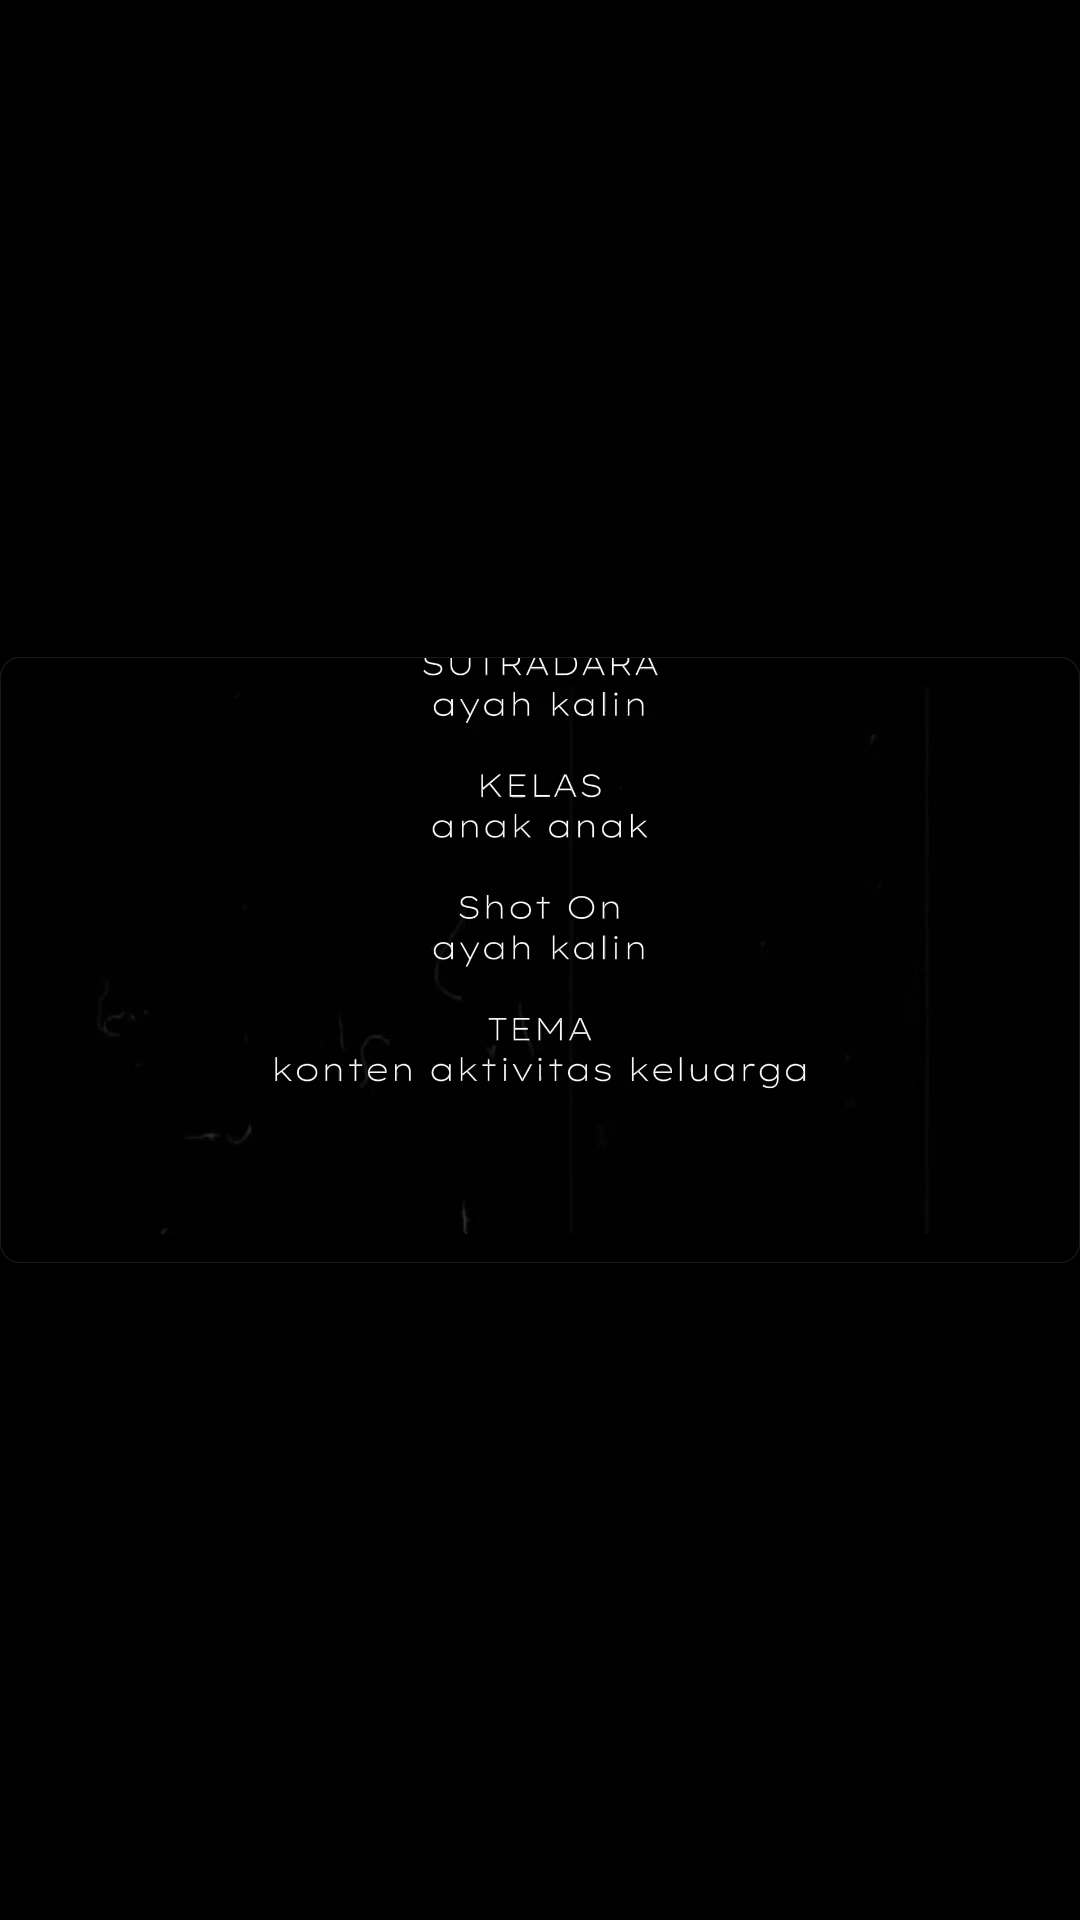 SUTRADARA
ayah kalin
KELAS
anak anak
Shot On
ayah kalin
TEMA
konten aktivitas keluarga